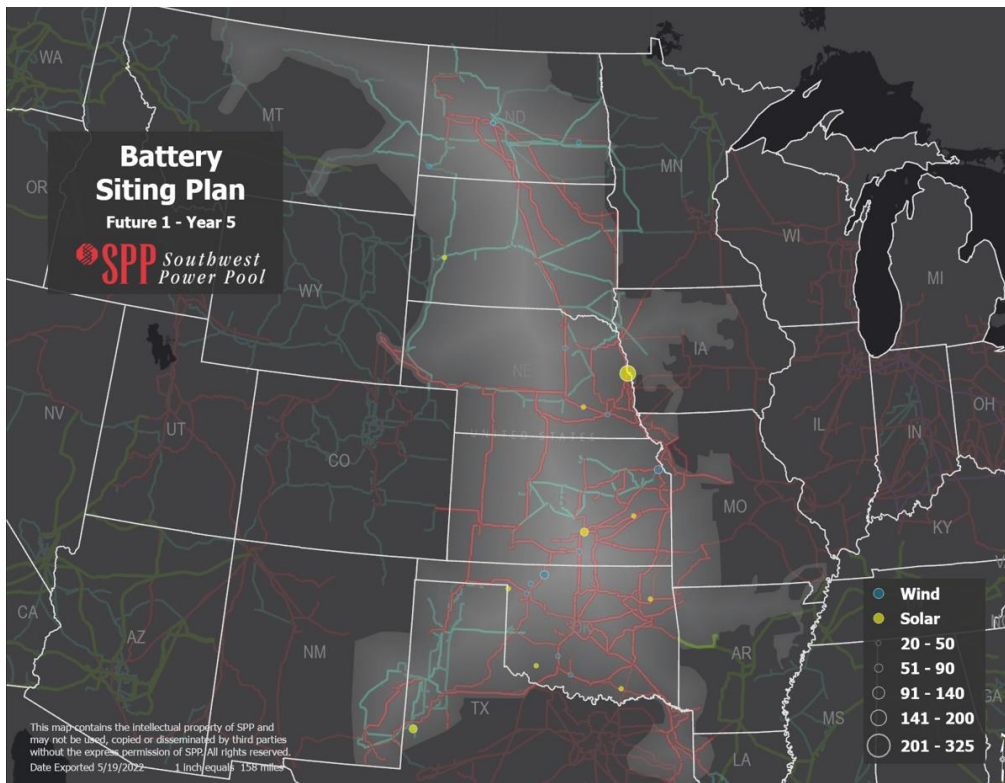 WA
MT
ND
MN
Battery
Siting Plan
Future 1 - Year 5
SPP Southwest
Power Pool
OR
WI
MI
WY
IA
NE
NV
UT
CO
UNITED STATES
IL
IN
OH
MO
KY
CA
AZ
NM
TX
AR
MS
GA
LA
Wind
Solar
20 - 50
51 - 90
91 - 140
141 - 200
201 - 325
This map contains the intellectual property of SPP and
may not be used, copied or disseminated by third parties
without the express permission of SPP. All rights reserved.
Date Exported 5/19/2022 1 inch equals 158 miles